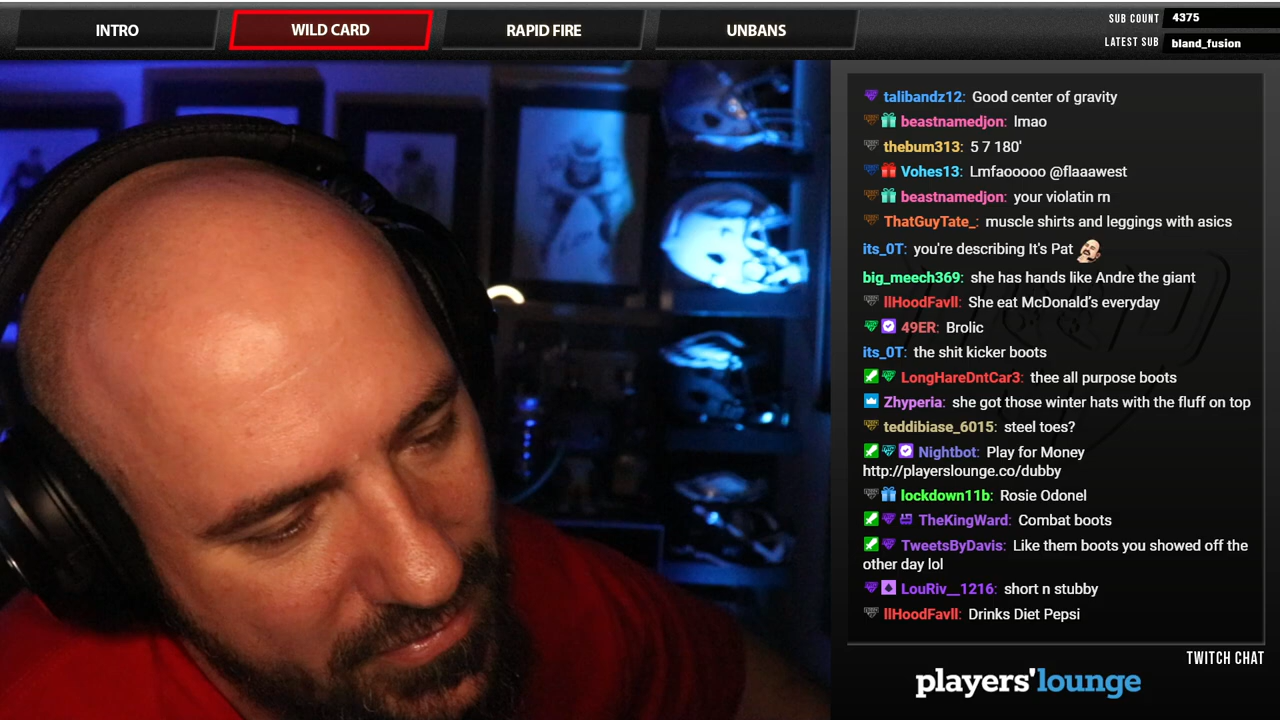 INTRO
WILD CARD
RAPID FIRE
UNBANS
SUB COUNT 4375
LATEST SUB bland_fusion
talibandz12: Good center of gravity
beastnamedjon: lmao
thebum313: 5 7 180'
Vohes13: Lmfaooooo @flaaawest
beastnamedjon: your violatin rn
ThatGuyTate_: muscle shirts and leggings with asics
its_0T: you're describing It's Pat
big_meech369: she has hands like Andre the giant
llHoodFavll: She eat McDonald's everyday
49ER: Brolic
its_0T: the shit kicker boots
LongHareDntCar3: thee all purpose boots
Zhyperia: she got those winter hats with the fluff on top
teddibiase_6015: steel toes?
Nightbot: Play for Money
http://playerslounge.co/dubby
lockdown11b: Rosie Odonel
TheKingWard: Combat boots
TweetsByDavis: Like them boots you showed off the
other day lol
LouRiv__1216: short n stubby
llHoodFavll: Drinks Diet Pepsi
TWITCH CHAT
players'lounge